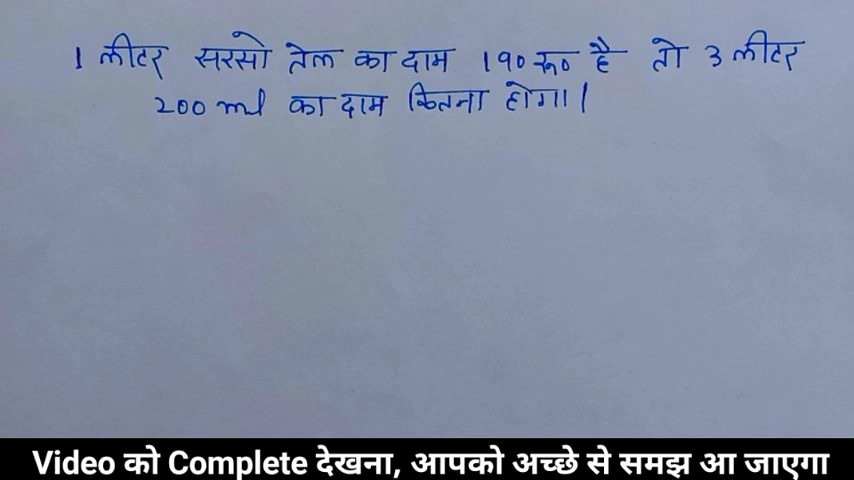 1 लीटर सरसो तेल का दाम 190 रू० है तो 3 लीटर
200 ml का दाम कितना होगा।
Video को Complete देखना, आपको अच्छे से समझ आ जाएगा